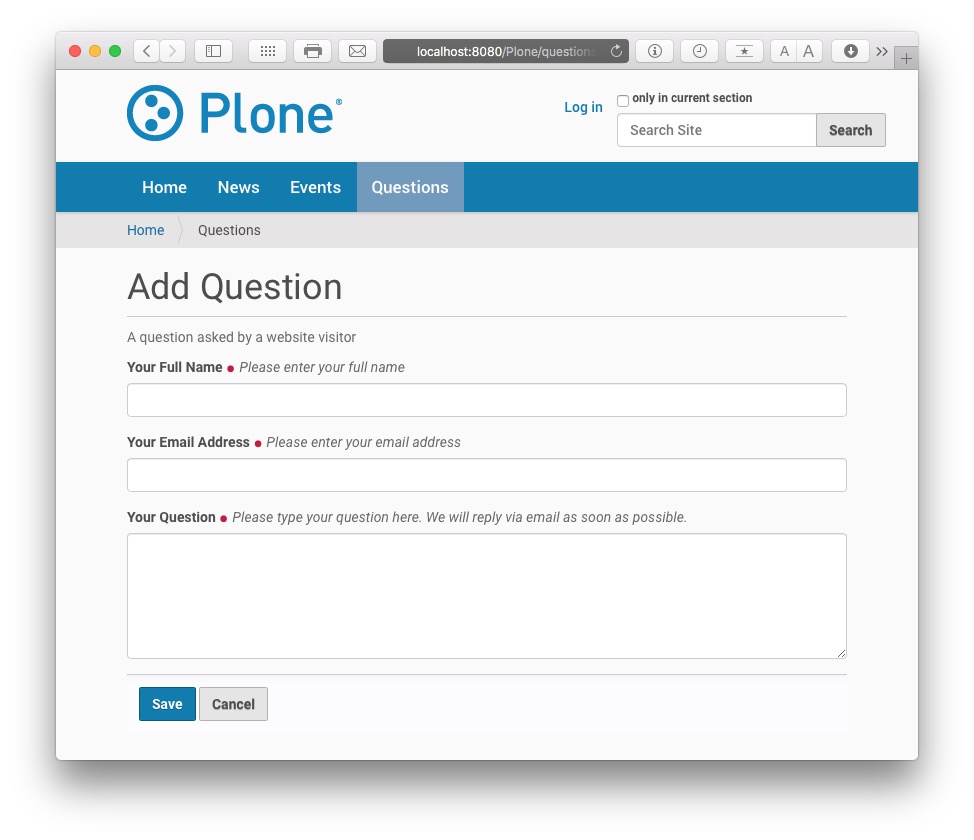 localhost:8080/Plone/questions
A A
Plone®
Log in
only in current section
Search Site
Search
Home
News
Events
Questions
Home
Questions
Add Question
A question asked by a website visitor
Your Full Name • Please enter your full name
Your Email Address • Please enter your email address
Your Question • Please type your question here. We will reply via email as soon as possible.
Save
Cancel